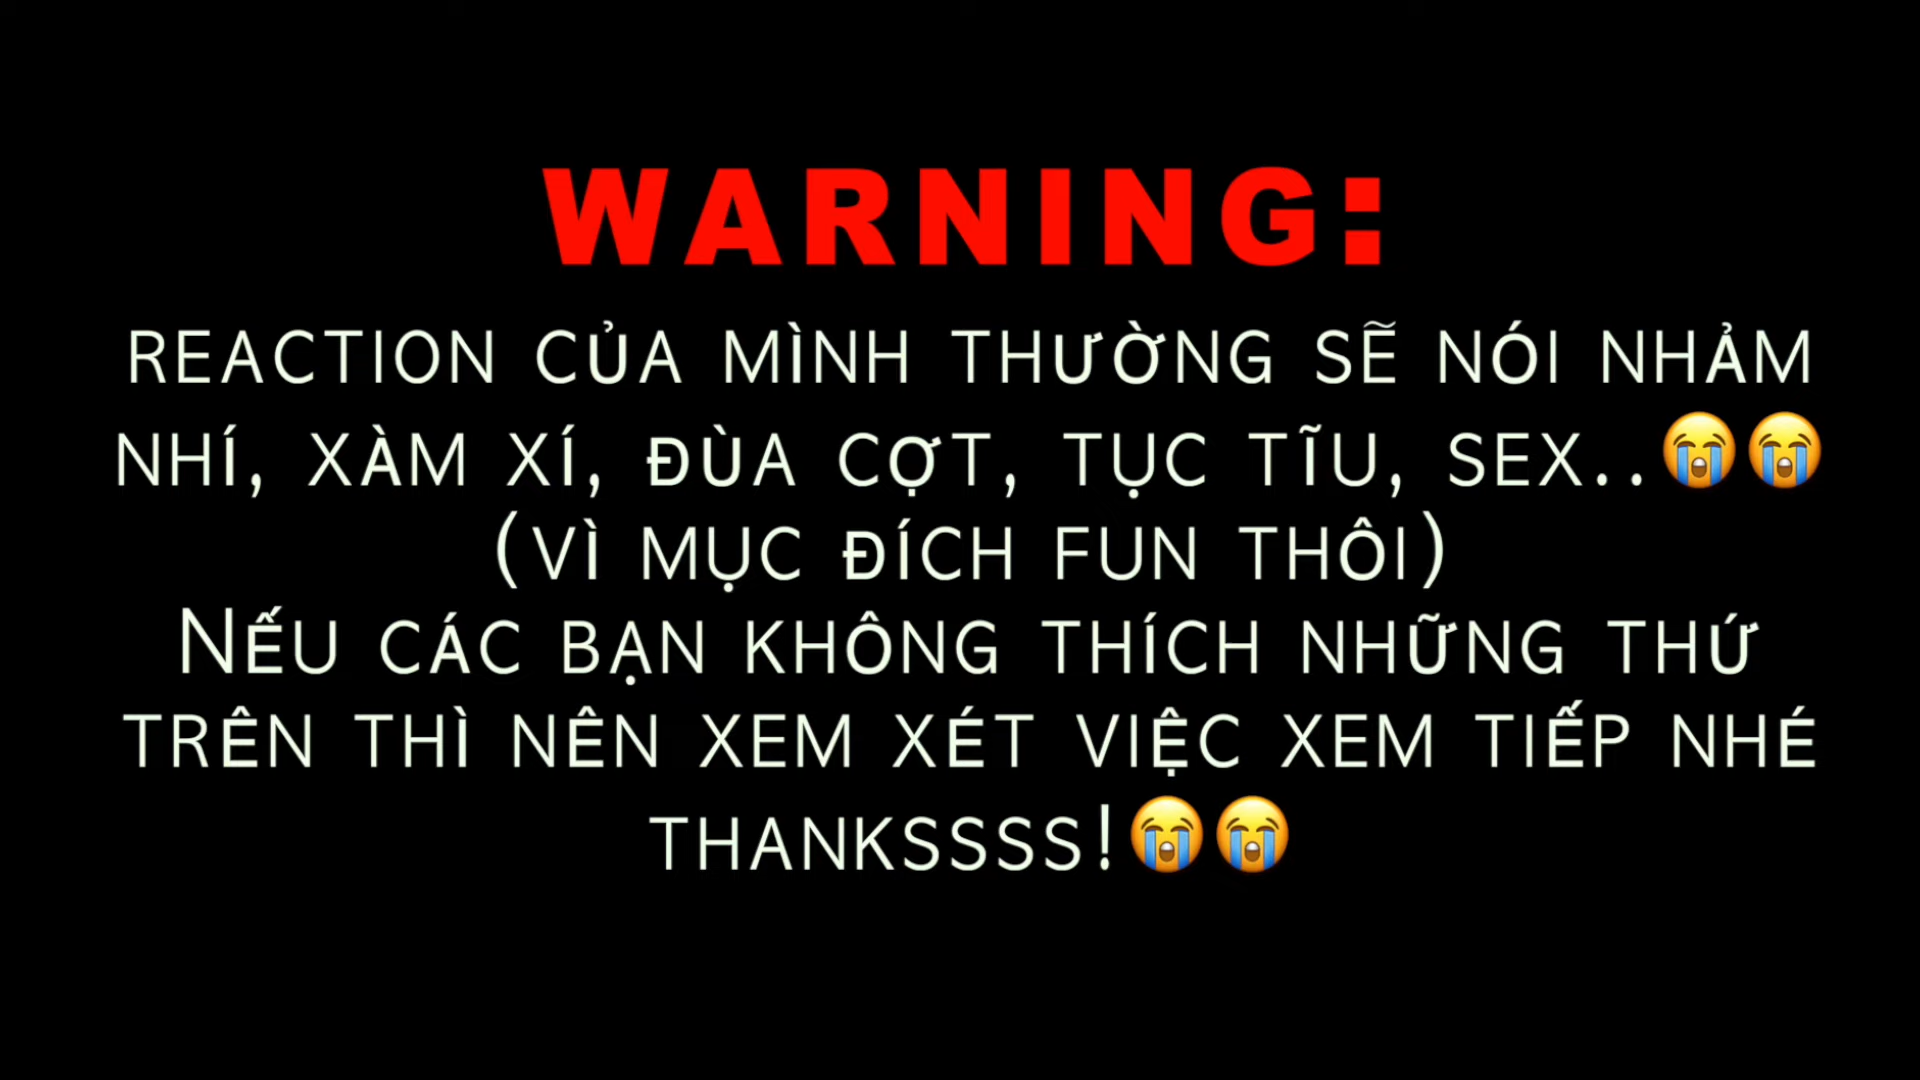 WARNING:
REACTION CỦA MÌNH THƯỜNG SẼ NÓI NHẢM
NHÍ, XÀM XÍ, ĐÙA CỢT, TỤC TĨU, SEX..😭😭
(VÌ MỤC ĐÍCH FUN THÔI)
NẾU CÁC BẠN KHÔNG THÍCH NHỮNG THỨ
TRÊN THÌ NÊN XEM XÉT VIỆC XEM TIẾP NHÉ
THANKSSSS!😭😭